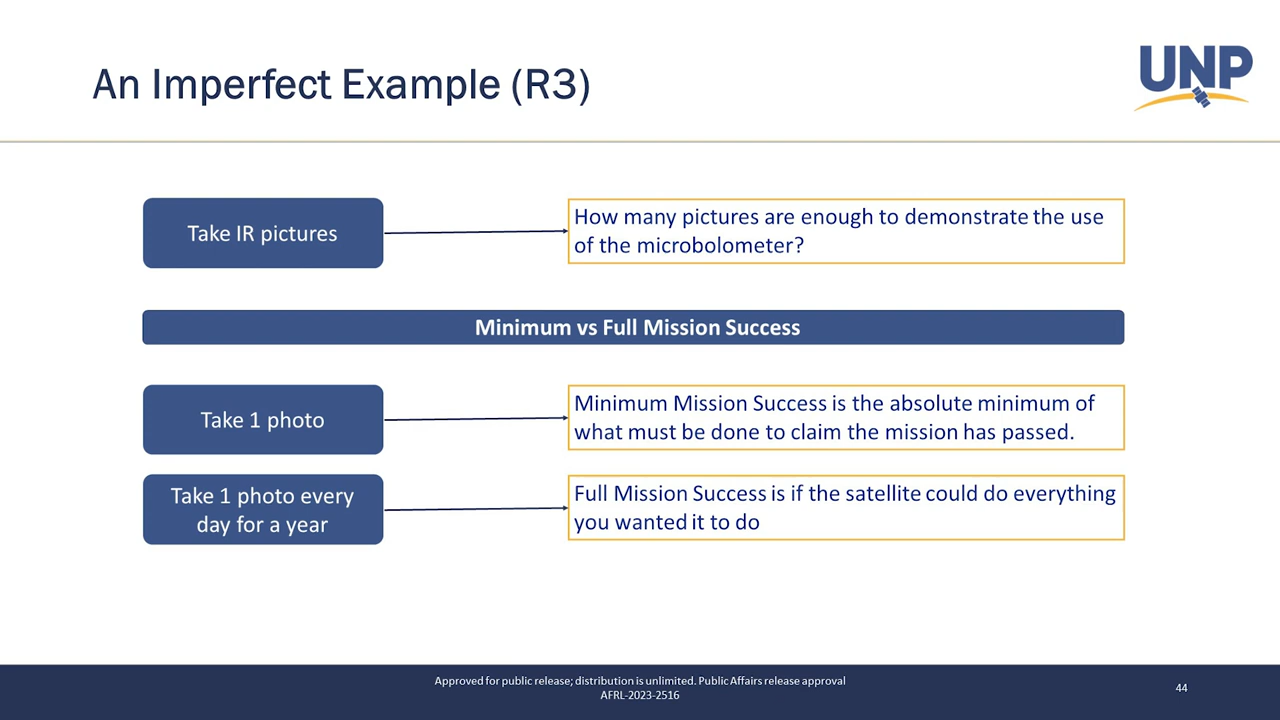 An Imperfect Example (R3)
UNP
Take IR pictures
How many pictures are enough to demonstrate the use
of the microbolometer?
Minimum vs Full Mission Success
Take 1 photo
Minimum Mission Success is the absolute minimum of
what must be done to claim the mission has passed.
Take 1 photo every
day for a year
Full Mission Success is if the satellite could do everything
you wanted it to do
Approved for public release; distribution is unlimited. Public Affairs release approval
AFRL-2023-2516
44